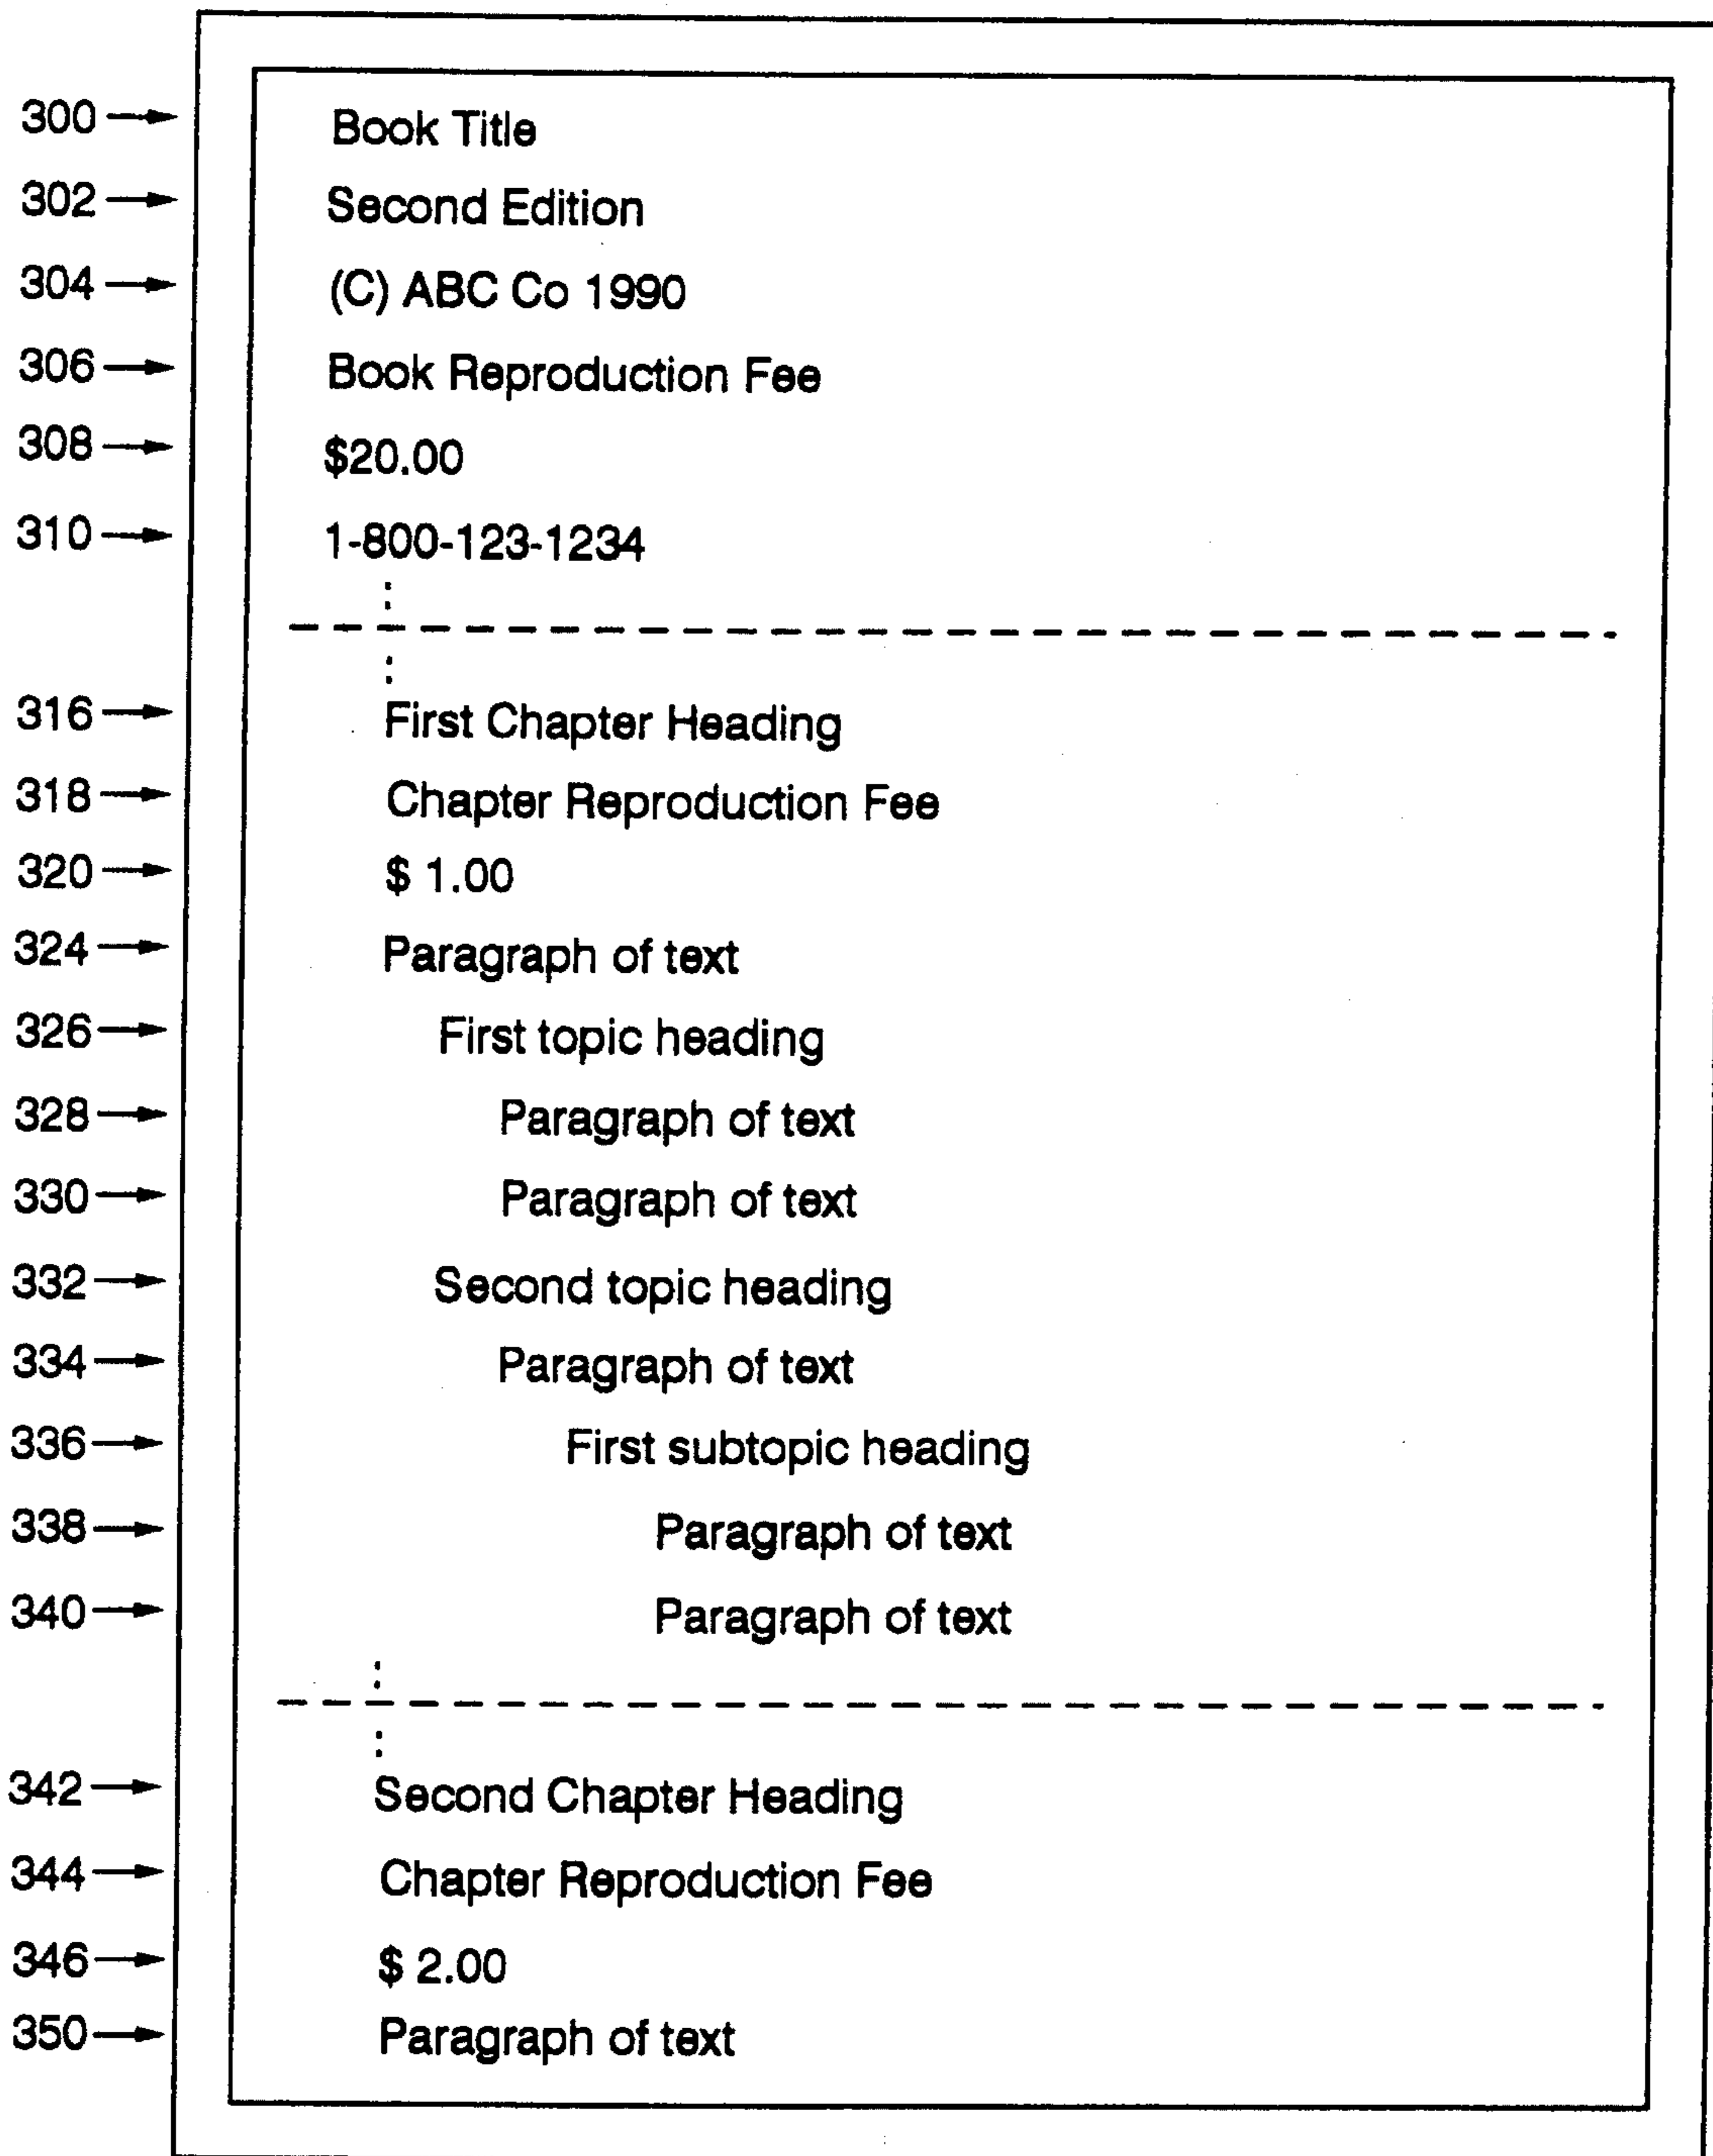 300 Book Title
302 Second Edition
304 (C) ABC Co 1990
306 Book Reproduction Fee
308 $20.00
310 1-800-123-1234
316 First Chapter Heading
318 Chapter Reproduction Fee
320 $ 1.00
324 Paragraph of text
326 First topic heading
328 Paragraph of text
330 Paragraph of text
332 Second topic heading
334 Paragraph of text
336 First subtopic heading
338 Paragraph of text
340 Paragraph of text
342 Second Chapter Heading
344 Chapter Reproduction Fee
346 $ 2.00
350 Paragraph of text